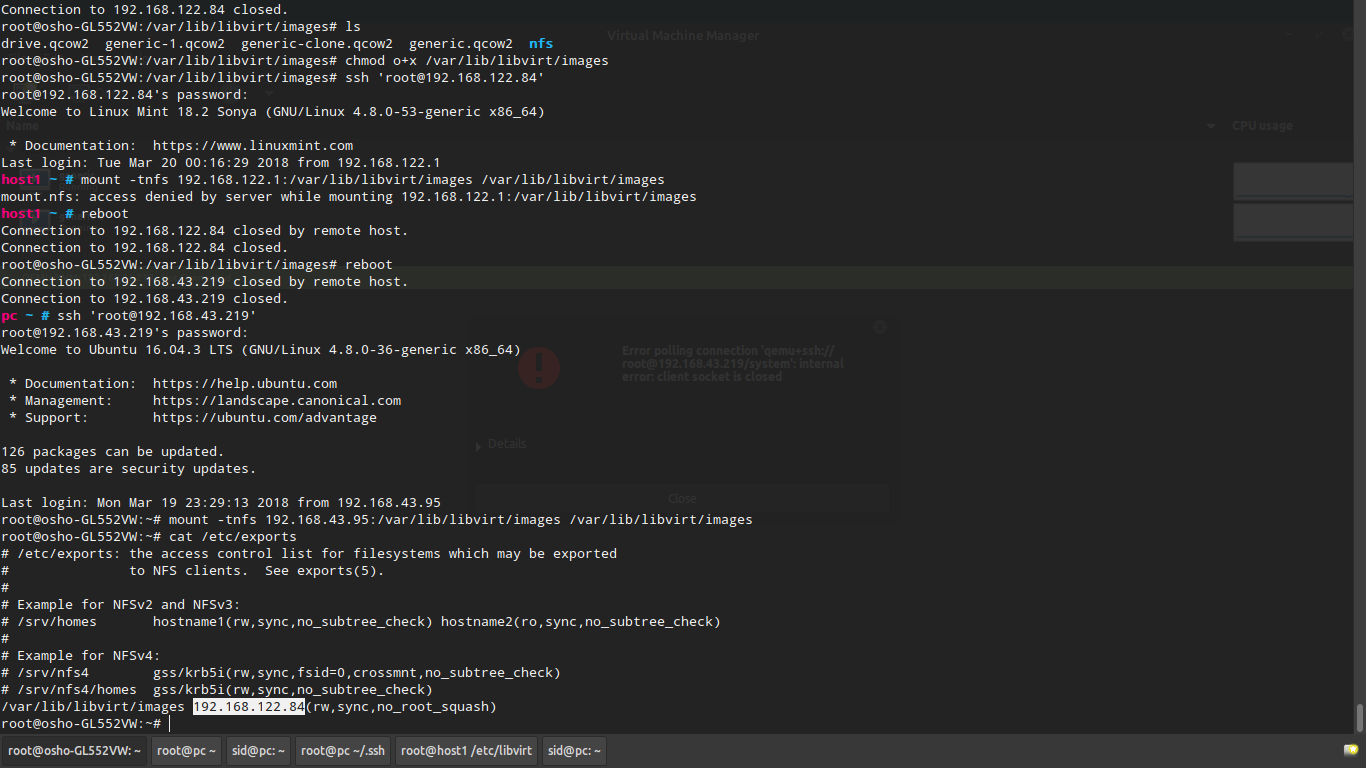 Connection to 192.168.122.84 closed.
root@osho-GL552VW:/var/lib/libvirt/images# ls
drive.qcow2  generic-1.qcow2  generic-clone.qcow2  generic.qcow2  nfs
Virtual Machine Manager
root@osho-GL552VW:/var/lib/libvirt/images# chmod o+x /var/lib/libvirt/images
root@osho-GL552VW:/var/lib/libvirt/images# ssh 'root@192.168.122.84'
root@192.168.122.84's password:
Welcome to Linux Mint 18.2 Sonya (GNU/Linux 4.8.0-53-generic x86_64)
Name
CPU usage
 * Documentation:  https://www.linuxmint.com
Last login: Tue Mar 20 00:16:29 2018 from 192.168.122.1
host1 ~ # mount -tnfs 192.168.122.1:/var/lib/libvirt/images /var/lib/libvirt/images
mount.nfs: access denied by server while mounting 192.168.122.1:/var/lib/libvirt/images
host1 ~ # reboot
Connection to 192.168.122.84 closed by remote host.
Connection to 192.168.122.84 closed.
root@osho-GL552VW:/var/lib/libvirt/images# reboot
Connection to 192.168.43.219 closed by remote host.
Connection to 192.168.43.219 closed.
pc ~ # ssh 'root@192.168.43.219'
root@192.168.43.219's password:
Welcome to Ubuntu 16.04.3 LTS (GNU/Linux 4.8.0-36-generic x86_64)
Error polling connection 'qemu+ssh://
root@192.168.43.219/system': internal
error: client socket is closed
 * Documentation:  https://help.ubuntu.com
 * Management:     https://landscape.canonical.com
 * Support:        https://ubuntu.com/advantage
Details
126 packages can be updated.
85 updates are security updates.
Close
Last login: Mon Mar 19 23:29:13 2018 from 192.168.43.95
root@osho-GL552VW:~# mount -tnfs 192.168.43.95:/var/lib/libvirt/images /var/lib/libvirt/images
root@osho-GL552VW:~# cat /etc/exports
# /etc/exports: the access control list for filesystems which may be exported
#               to NFS clients.  See exports(5).
#
# Example for NFSv2 and NFSv3:
# /srv/homes       hostname1(rw,sync,no_subtree_check) hostname2(ro,sync,no_subtree_check)
#
# Example for NFSv4:
# /srv/nfs4        gss/krb5i(rw,sync,fsid=0,crossmnt,no_subtree_check)
# /srv/nfs4/homes  gss/krb5i(rw,sync,no_subtree_check)
/var/lib/libvirt/images 192.168.122.84(rw,sync,no_root_squash)
root@osho-GL552VW:~#
root@osho-GL552VW: ~  root@pc ~  sid@pc: ~  root@pc ~/.ssh  root@host1 /etc/libvirt  sid@pc: ~